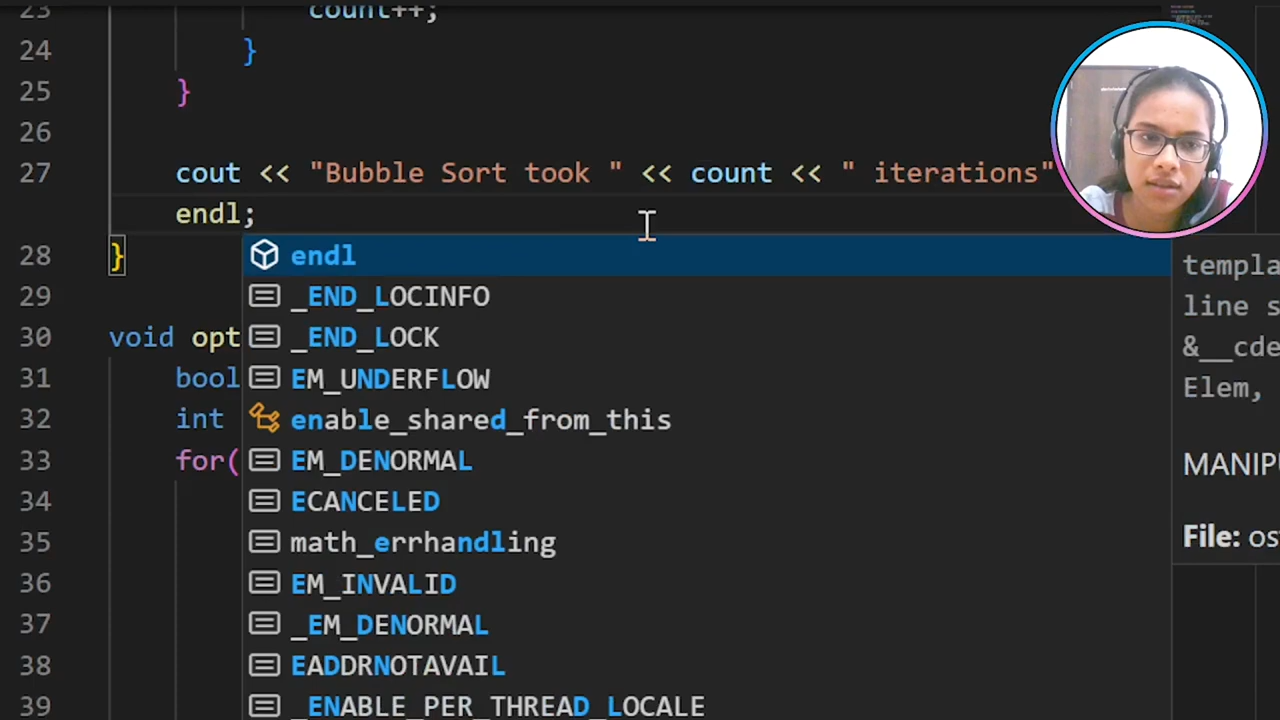 23 count++;
24 }
25 }
26
27 cout << "Bubble Sort took " << count << " iterations"
endl;
28 }
endl
29
_END_LOCINFO
_END_LOCK
30 void opt
31 bool
EM_UNDERFLOW
32 int
enable_shared_from_this
33 for(
EM_DENORMAL
34
ECANCELED
35
math_errhandling
36
EM_INVALID
37
_EM_DENORMAL
38
EADDRNOTAVAIL
39
_ENABLE_PER_THREAD_LOCALE
templa
line s
&__cde
Elem,
MANIP
File: os